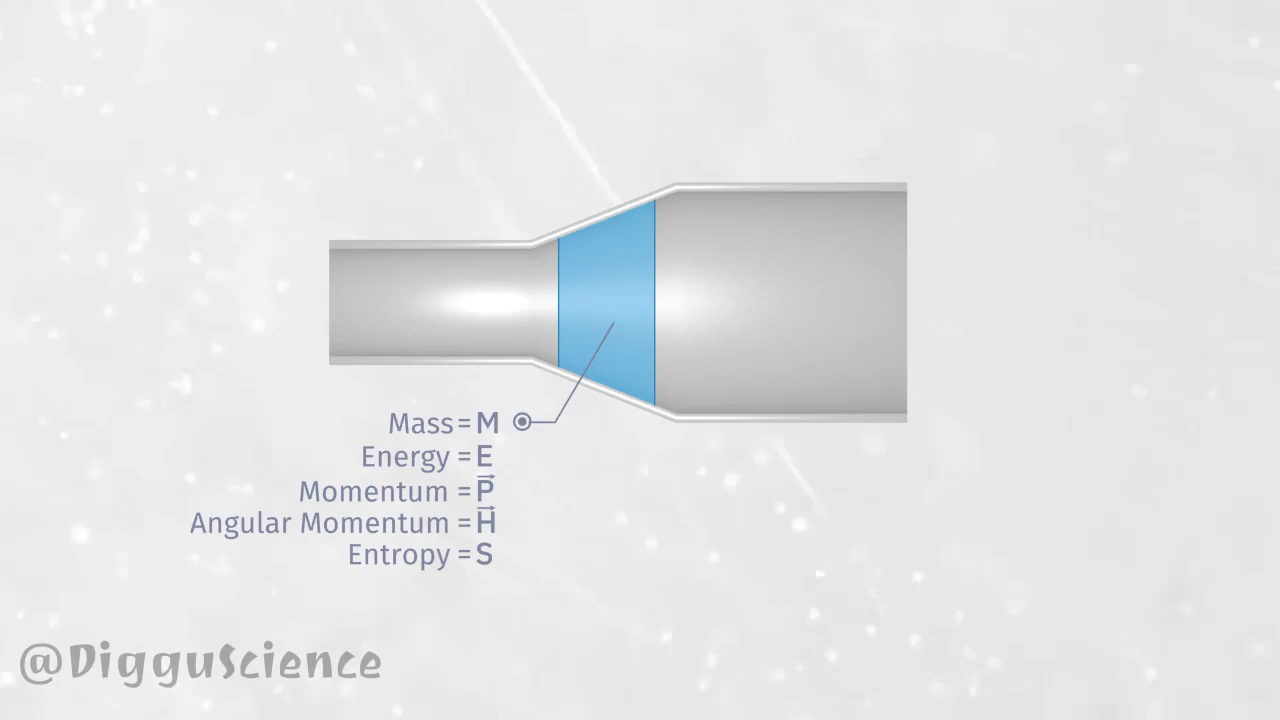 Mass = M
Energy = E
Momentum = P⃗
Angular Momentum = H⃗
Entropy = S
@DigguScience